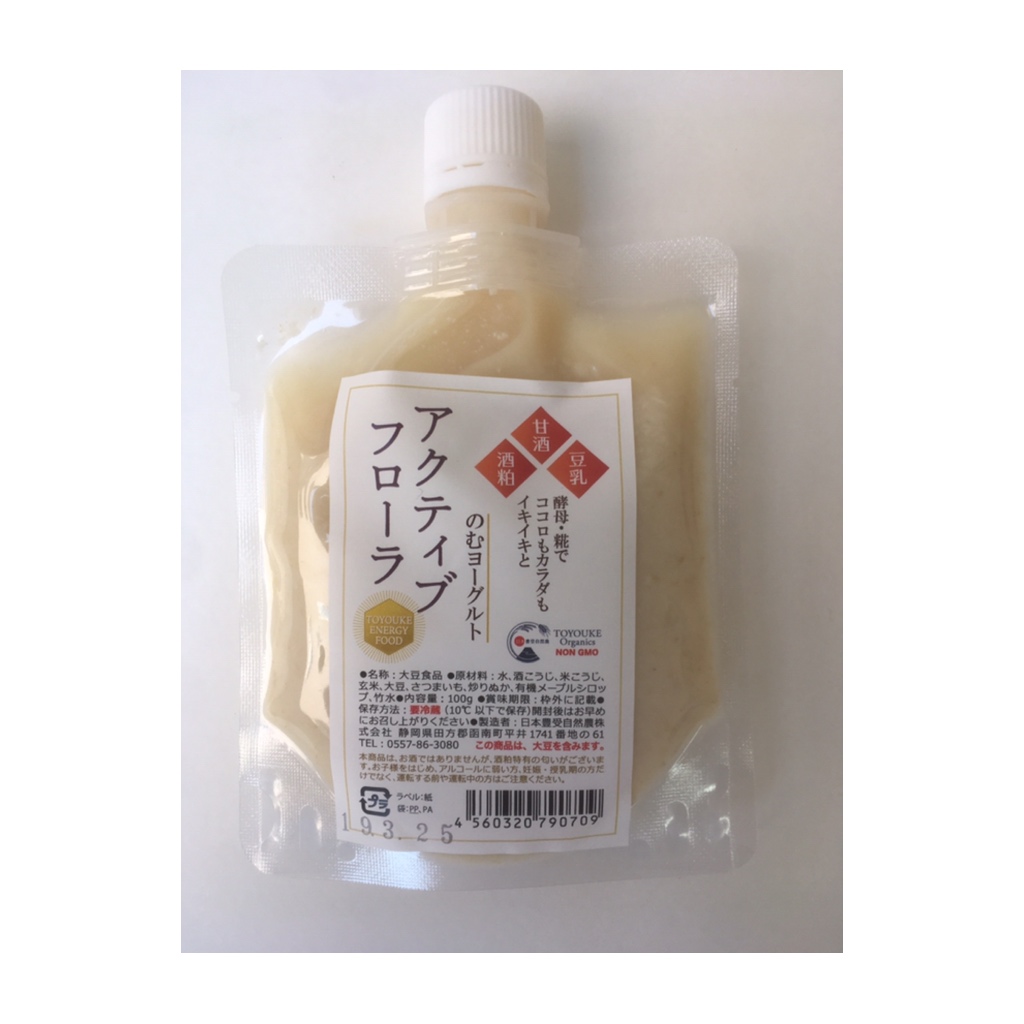 甘酒
豆乳
酒粕
酵母・糀で
ココロもカラダも
イキイキと
のむヨーグルト
アクティブ
フローラ
TOYOUKE
ENERGY
FOOD
TOYOUKE
Organics
NON GMO
●名称：大豆食品 ●原材料：水、酒こうじ、米こうじ、
玄米、大豆、さつまいも、炒りぬか、有機メープルシロッ
プ、竹水●内容量：100g ●賞味期限：枠外に記載●
保存方法：要冷蔵（10℃ 以下で保存）開封後はお早め
にお召し上がりください●製造者：日本豊受自然農株
式会社 静岡県田方郡函南町平井 1741 番地の 61
TEL：0557-86-3080 この商品は、大豆を含みます。
本商品は、お酒ではありませんが、酒粕特有の匂いがございま
す。お子様をはじめ、アルコールに弱い方、妊娠・授乳期の方だ
けでなく、運転する前や運転中の方はご注意ください。
プラ
ラベル：紙
袋：PP、PA
4 560320 790709
19.3.25